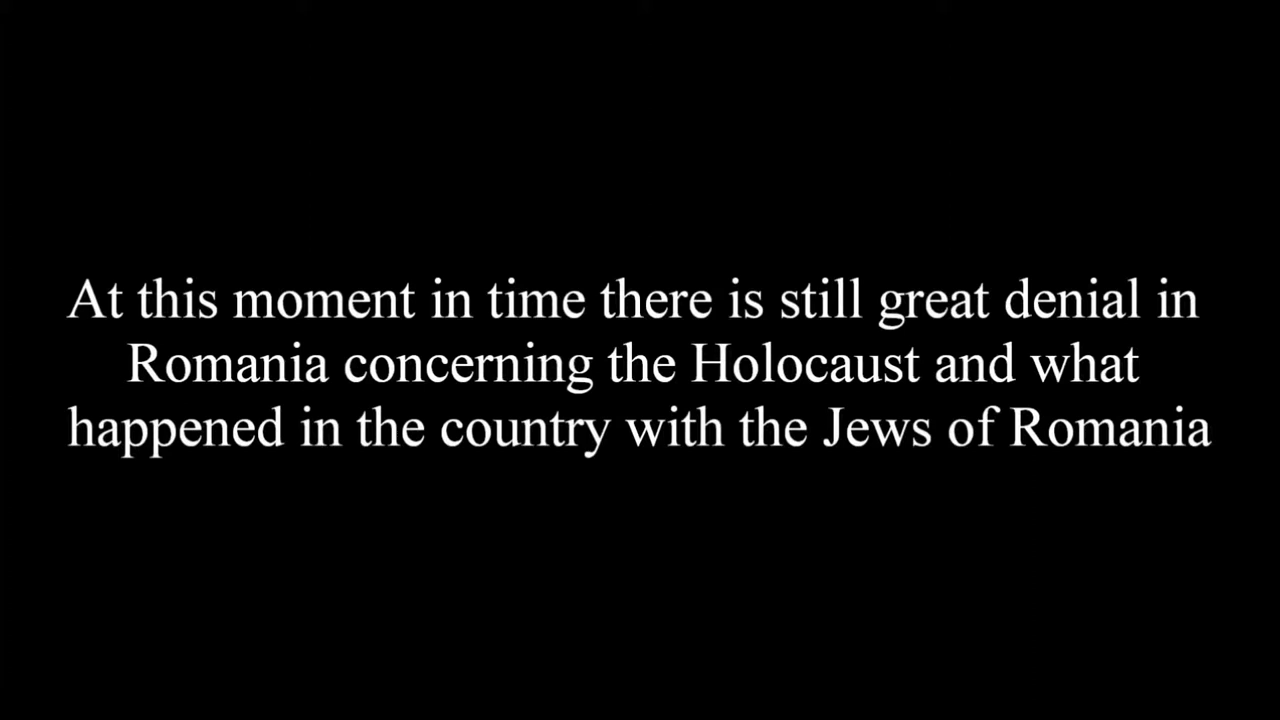 At this moment in time there is still great denial in
Romania concerning the Holocaust and what
happened in the country with the Jews of Romania